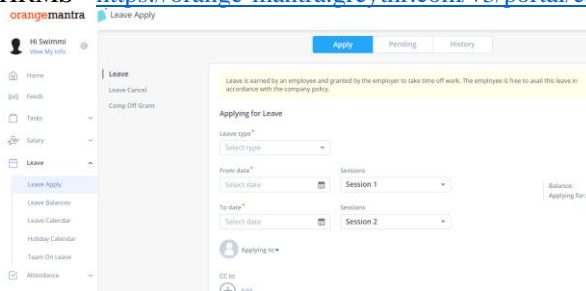 https://orange-mantra.greythr.com/v3/portal/e
orangemantra
Leave Apply
Hi Swimmi
View My Info
Home
Feeds
Tasks
Salary
Leave
Leave Apply
Leave Balances
Leave Calendar
Holiday Calendar
Team On Leave
Attendance
Apply Pending History
Leave
Leave Cancel
Comp Off Grant
Leave is earned by an employee and granted by the employer to take time off work. The employee is free to avail this leave in
accordance with the company policy.
Applying for Leave
Leave type*
Select type
From date* Sessions
Select date Session 1
To date* Sessions
Select date Session 2
Balance:
Applying for:
Applying to
CC to
Add